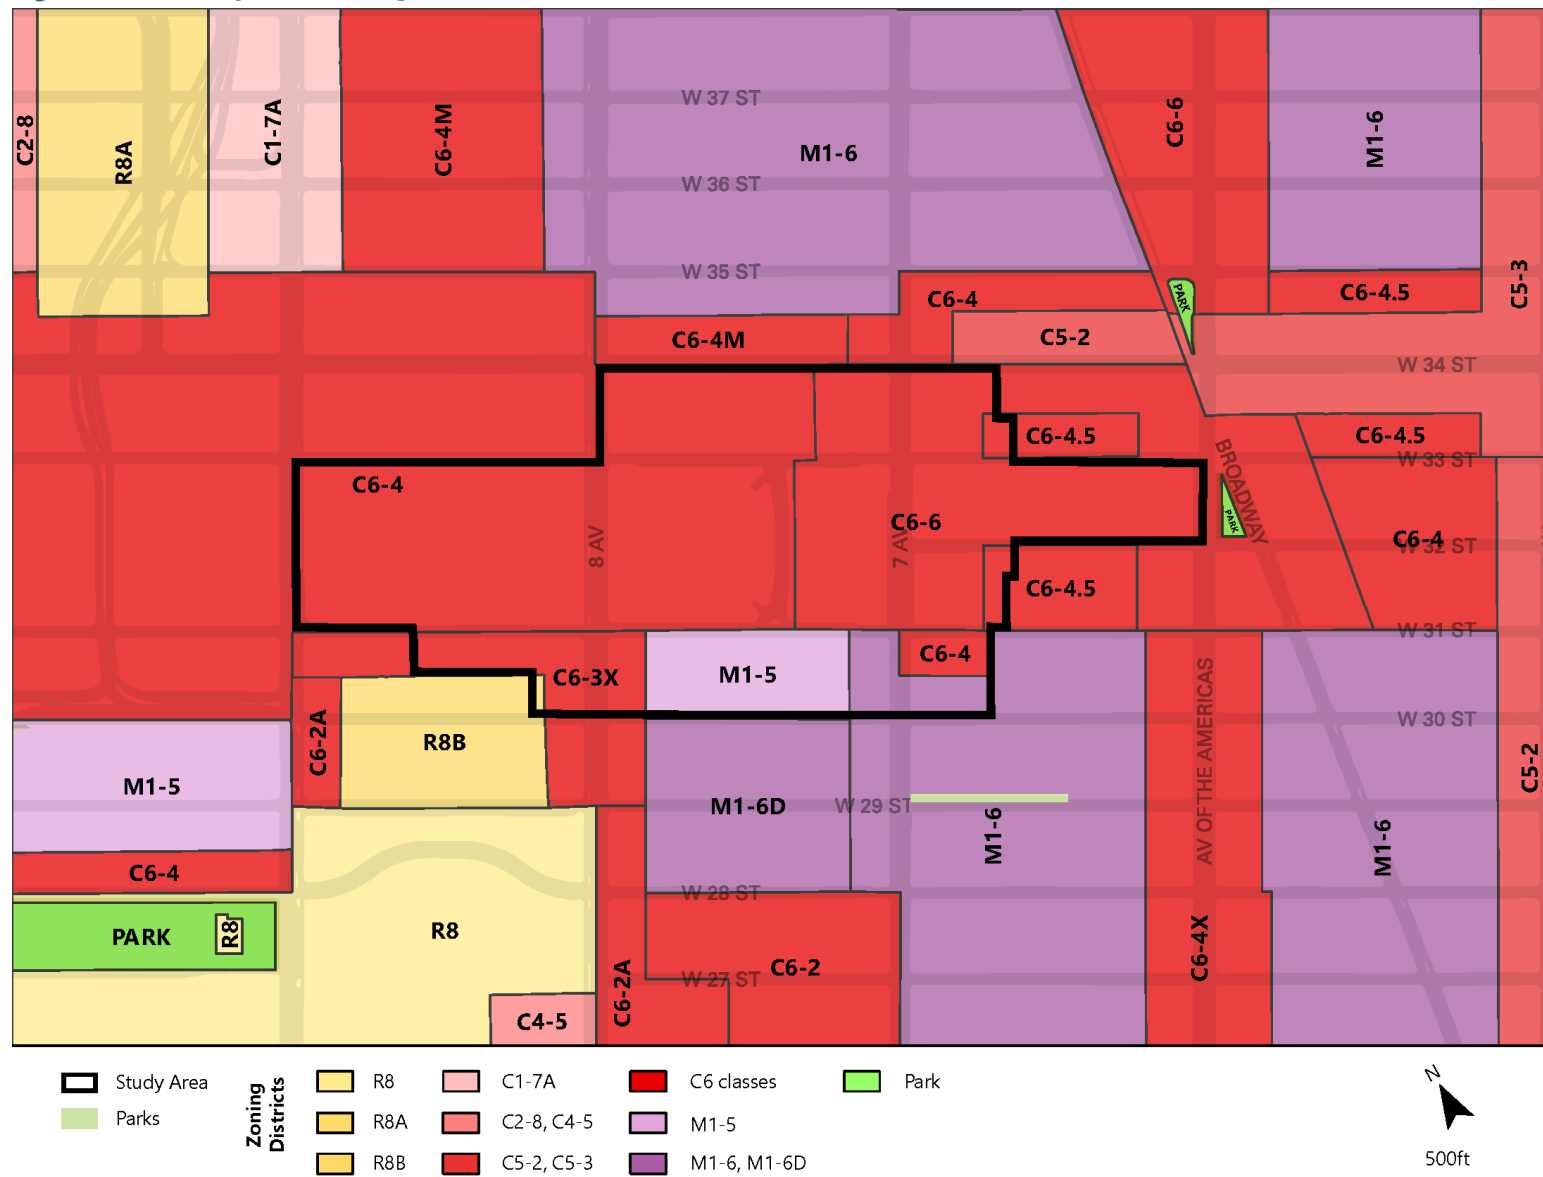 W 37 ST
C2-8
R8A
C1-7A
C6-4M
M1-6
C6-6
M1-6
W 36 ST
W 35 ST
C5-3
C6-4
PARK
C6-4.5
C6-4M
C5-2
W 34 ST
C6-4.5
C6-4.5
W 33 ST
BROADWAY
C6-4
8 AV
C6-6
7 AV
PARK
C6-4
W 32 ST
C6-4.5
W 31 ST
C6-4
C6-3X
M1-5
W 30 ST
C6-2A
R8B
AV OF THE AMERICAS
C5-2
M1-5
M1-6D
W 29 ST
M1-6
M1-6
C6-4
W 28 ST
PARK
R8
R8
C6-4X
C6-2A
C6-2
W 27 ST
C4-5
Study Area
Parks
Zoning
Districts
R8
R8A
R8B
C1-7A
C2-8, C4-5
C5-2, C5-3
C6 classes
M1-5
M1-6, M1-6D
Park
N
500ft